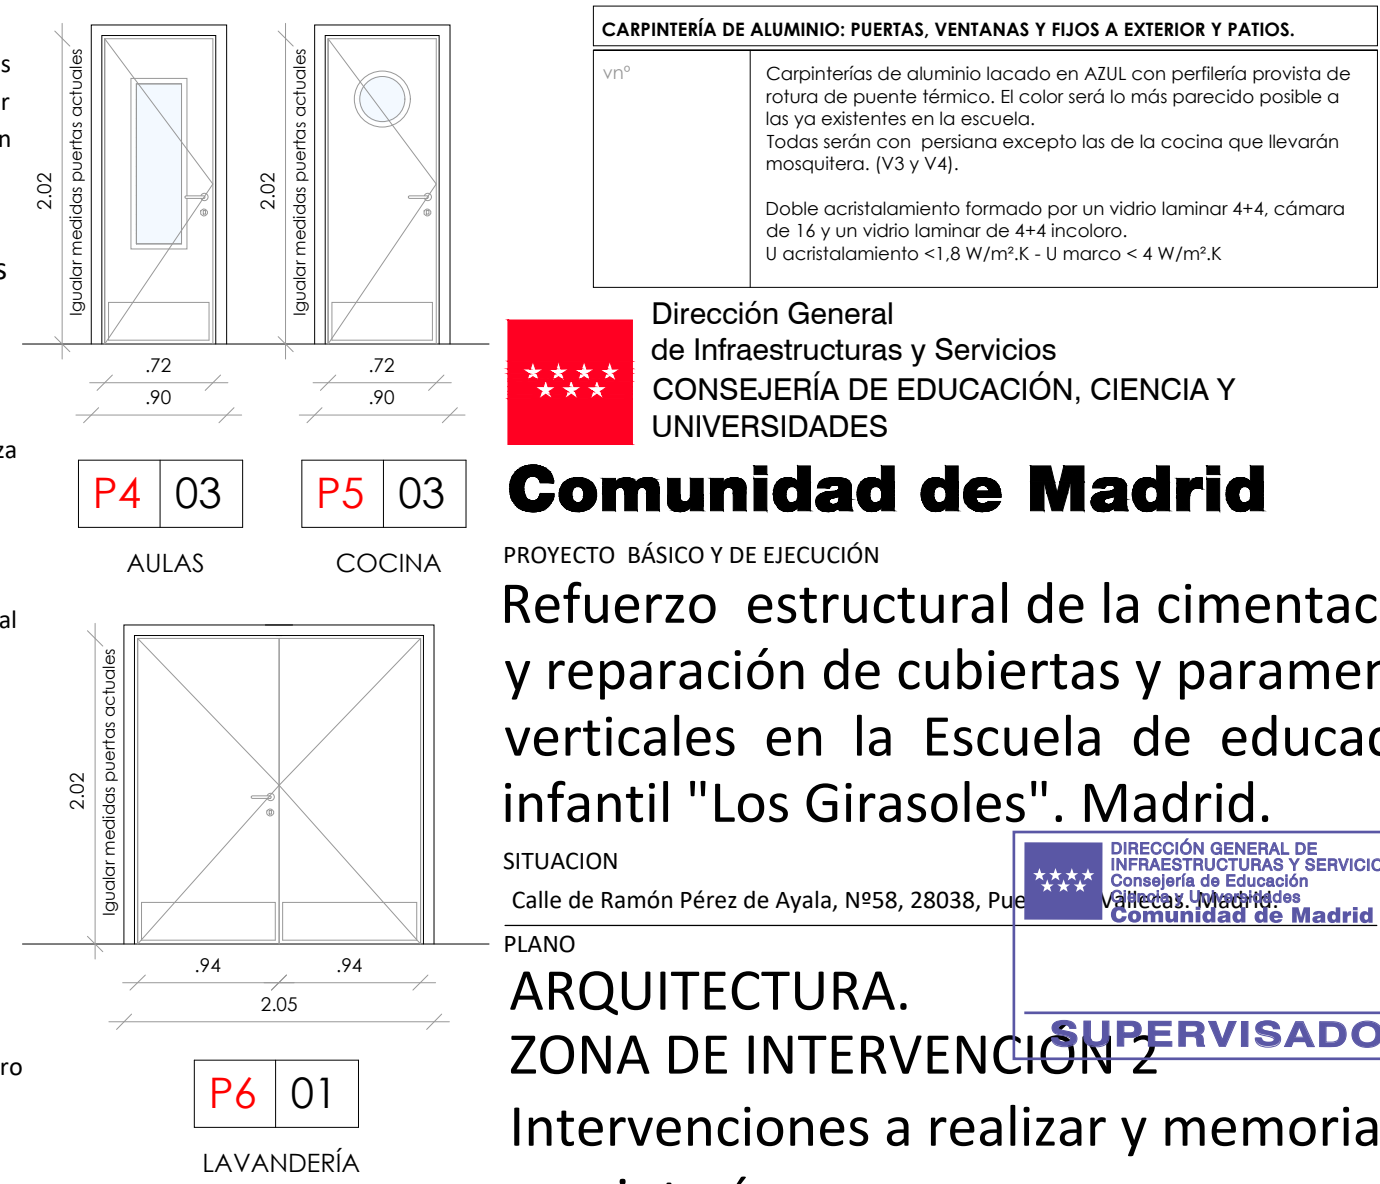 s
r
n
s
za
al
ro
2.02
Igualar medidas puertas actuales
.72
.90
P4 03
AULAS
2.02
Igualar medidas puertas actuales
.72
.90
P5 03
COCINA
2.02
Igualar medidas puertas actuales
.94 .94
2.05
P6 01
LAVANDERÍA
CARPINTERÍA DE ALUMINIO: PUERTAS, VENTANAS Y FIJOS A EXTERIOR Y PATIOS.
vnº
Carpinterías de aluminio lacado en AZUL con perfilería provista de
rotura de puente térmico. El color será lo más parecido posible a
las ya existentes en la escuela.
Todas serán con persiana excepto las de la cocina que llevarán
mosquitera. (V3 y V4).
Doble acristalamiento formado por un vidrio laminar 4+4, cámara
de 16 y un vidrio laminar de 4+4 incoloro.
U acristalamiento <1,8 W/m².K - U marco < 4 W/m².K
Dirección General
de Infraestructuras y Servicios
CONSEJERÍA DE EDUCACIÓN, CIENCIA Y
UNIVERSIDADES
Comunidad de Madrid
PROYECTO BÁSICO Y DE EJECUCIÓN
Refuerzo estructural de la cimentac
y reparación de cubiertas y paramen
verticales en la Escuela de educac
infantil "Los Girasoles". Madrid.
SITUACION
Calle de Ramón Pérez de Ayala, Nº58, 28038, Pue Vallecas. Madrid.
DIRECCIÓN GENERAL DE
INFRAESTRUCTURAS Y SERVICIO
Consejería de Educación
Ciencia y Universidades
Comunidad de Madrid
SUPERVISADO
PLANO
ARQUITECTURA.
ZONA DE INTERVENCIÓN 2
Intervenciones a realizar y memoria